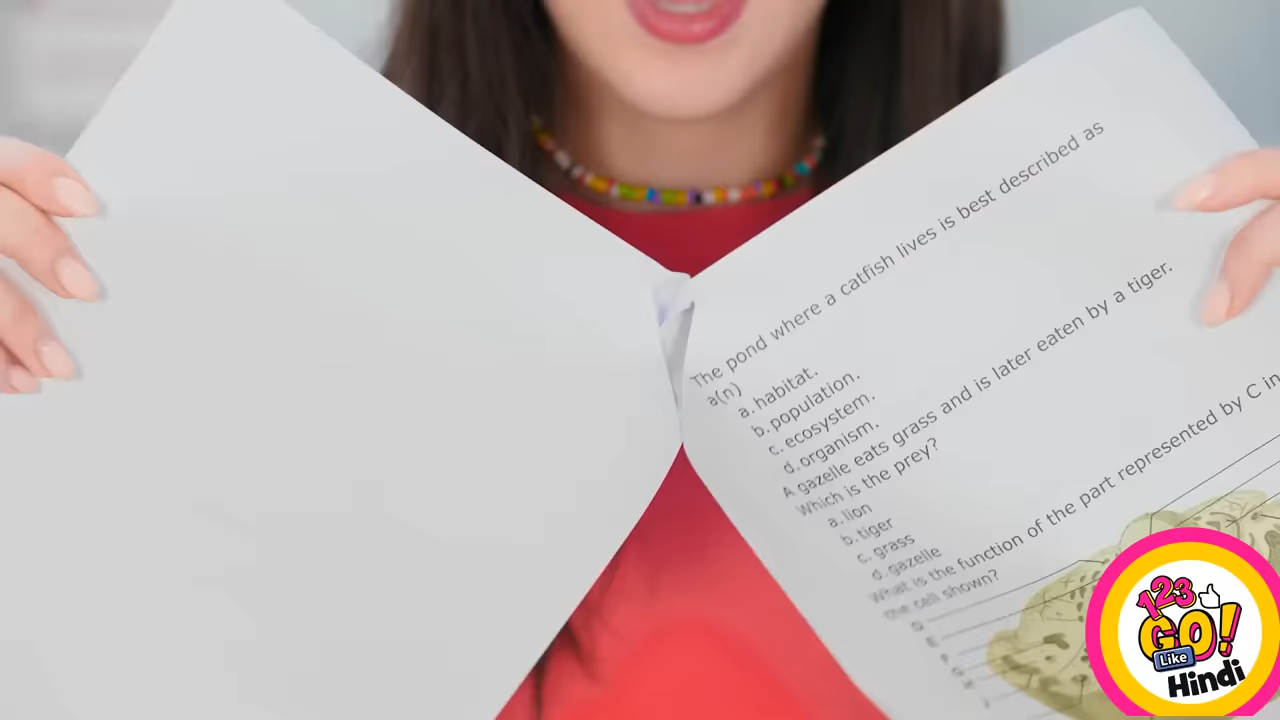 The pond where a catfish lives is best described as
a(n)
a. habitat.
b. population.
c. ecosystem.
d. organism.
A gazelle eats grass and is later eaten by a tiger.
Which is the prey?
a. lion
b. tiger
c. grass
d. gazelle
What is the function of the part represented by C in
the cell shown?
123
GO!
Like
Hindi